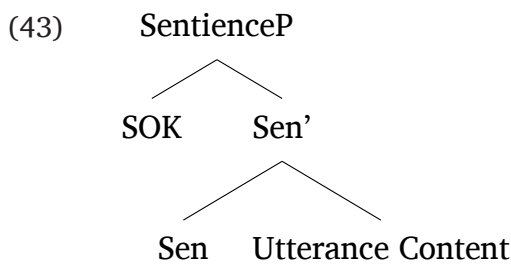 (43) SentienceP
SOK Sen’
Sen Utterance Content